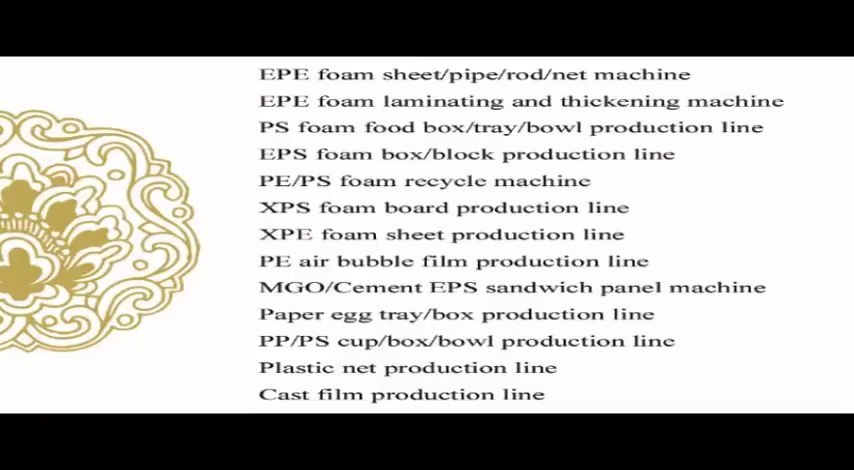 EPE foam sheet/pipe/rod/net machine
EPE foam laminating and thickening machine
PS foam food box/tray/bowl production line
EPS foam box/block production line
PE/PS foam recycle machine
XPS foam board production line
XPE foam sheet production line
PE air bubble film production line
MGO/Cement EPS sandwich panel machine
Paper egg tray/box production line
PP/PS cup/box/bowl production line
Plastic net production line
Cast film production line